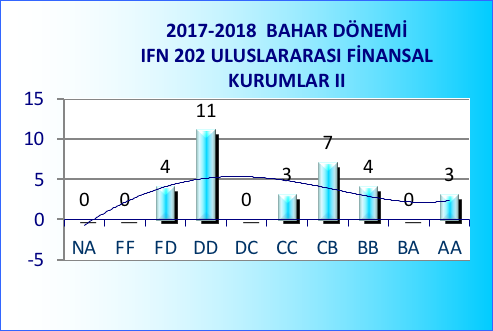 2017-2018 BAHAR DÖNEMİ
IFN 202 ULUSLARARASI FİNANSAL
KURUMLAR II
15
10
5
0
-5
0 0 4 11 0 3 7 4 0 3
NA FF FD DD DC CC CB BB BA AA